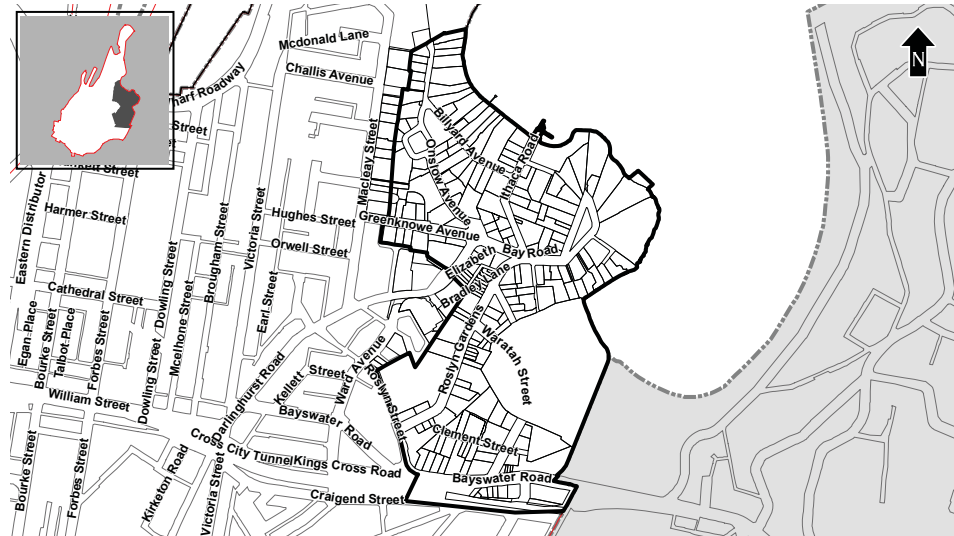 Mcdonald Lane
N
Challis Avenue
Wharf Roadway
Street
Street
Billyard Avenue
Ithaca Road
Onslow Avenue
Macleay Street
Harmer Street
Hughes Street
Greenknowe Avenue
Orwell Street
Elizabeth Bay Road
Eastern Distributor
Dowling Street
Brougham Street
Victoria Street
Cathedral Street
Bradley Lane
Earl Street
Egan Place
Bourke Street
Talbot Place
Forbes Street
Dowling Street
Mcelhone Street
Darlinghurst Road
Kellett Street
Ward Avenue
Roslyn Gardens
Waratah Street
William Street
Roslyn Street
Bayswater Road
Clement Street
Cross City Tunnel
Kings Cross Road
Bayswater Road
Craigend Street
Bourke Street
Forbes Street
Kirketon Road
Victoria Street